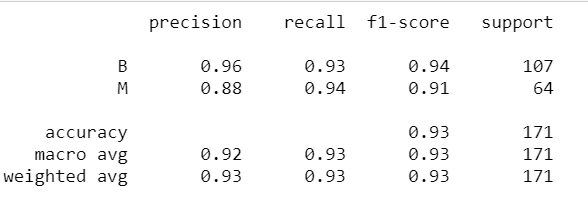 precision recall f1-score support
B 0.96 0.93 0.94 107
M 0.88 0.94 0.91 64
accuracy 0.93 171
macro avg 0.92 0.93 0.93 171
weighted avg 0.93 0.93 0.93 171